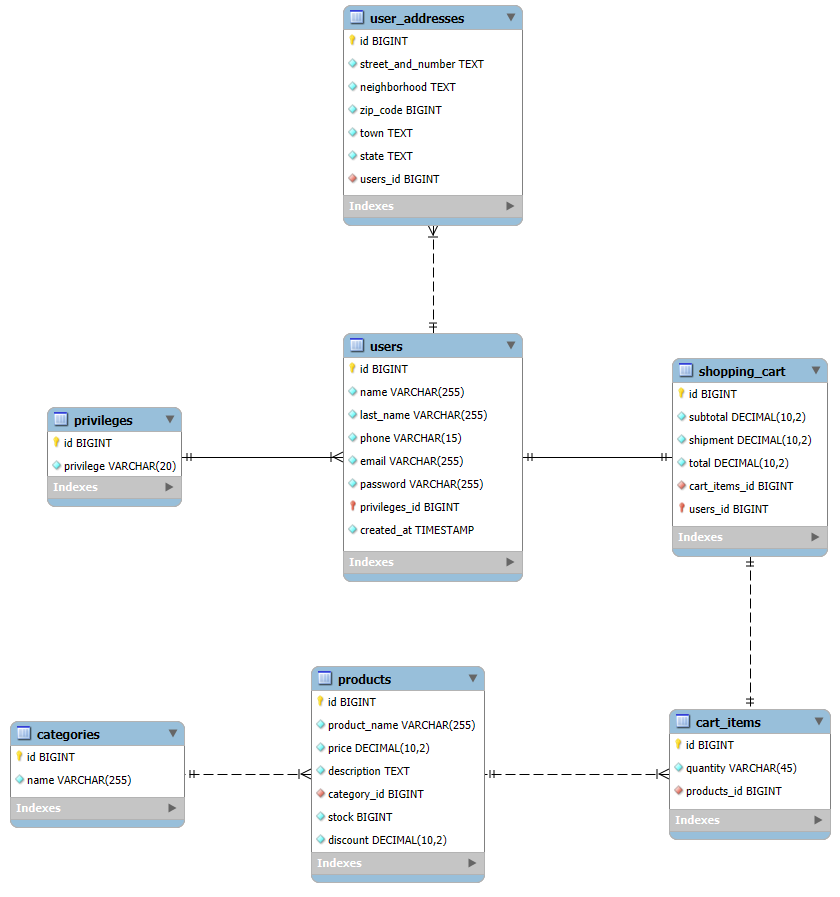 user_addresses
id BIGINT
street_and_number TEXT
neighborhood TEXT
zip_code BIGINT
town TEXT
state TEXT
users_id BIGINT
Indexes
users
id BIGINT
name VARCHAR(255)
last_name VARCHAR(255)
phone VARCHAR(15)
email VARCHAR(255)
password VARCHAR(255)
privileges_id BIGINT
created_at TIMESTAMP
Indexes
shopping_cart
id BIGINT
subtotal DECIMAL(10,2)
shipment DECIMAL(10,2)
total DECIMAL(10,2)
cart_items_id BIGINT
users_id BIGINT
Indexes
privileges
id BIGINT
privilege VARCHAR(20)
Indexes
products
id BIGINT
product_name VARCHAR(255)
price DECIMAL(10,2)
description TEXT
category_id BIGINT
stock BIGINT
discount DECIMAL(10,2)
Indexes
categories
id BIGINT
name VARCHAR(255)
Indexes
cart_items
id BIGINT
quantity VARCHAR(45)
products_id BIGINT
Indexes